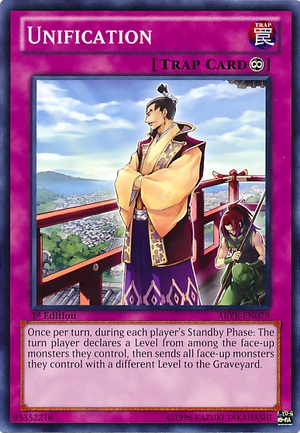 UNIFICATION
TRAP
罠
[TRAP CARD∞]
1st Edition
ABYR-EN079
Once per turn, during each player's Standby Phase: The
turn player declares a Level from among the face-up
monsters they control, then sends all face-up monsters
they control with a different Level to the Graveyard.
95352218
©1996 KAZUKI TAKAHASHI